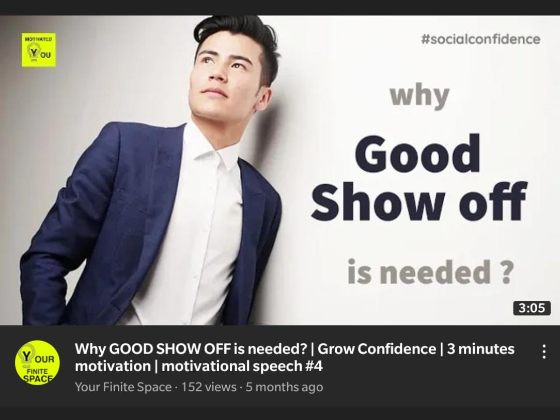 MOTIVATED
YOU
#socialconfidence
why
Good
Show off
is needed ?
3:05
YOUR
FINITE
SPACE
Why GOOD SHOW OFF is needed? | Grow Confidence | 3 minutes
motivation | motivational speech #4
Your Finite Space · 152 views · 5 months ago